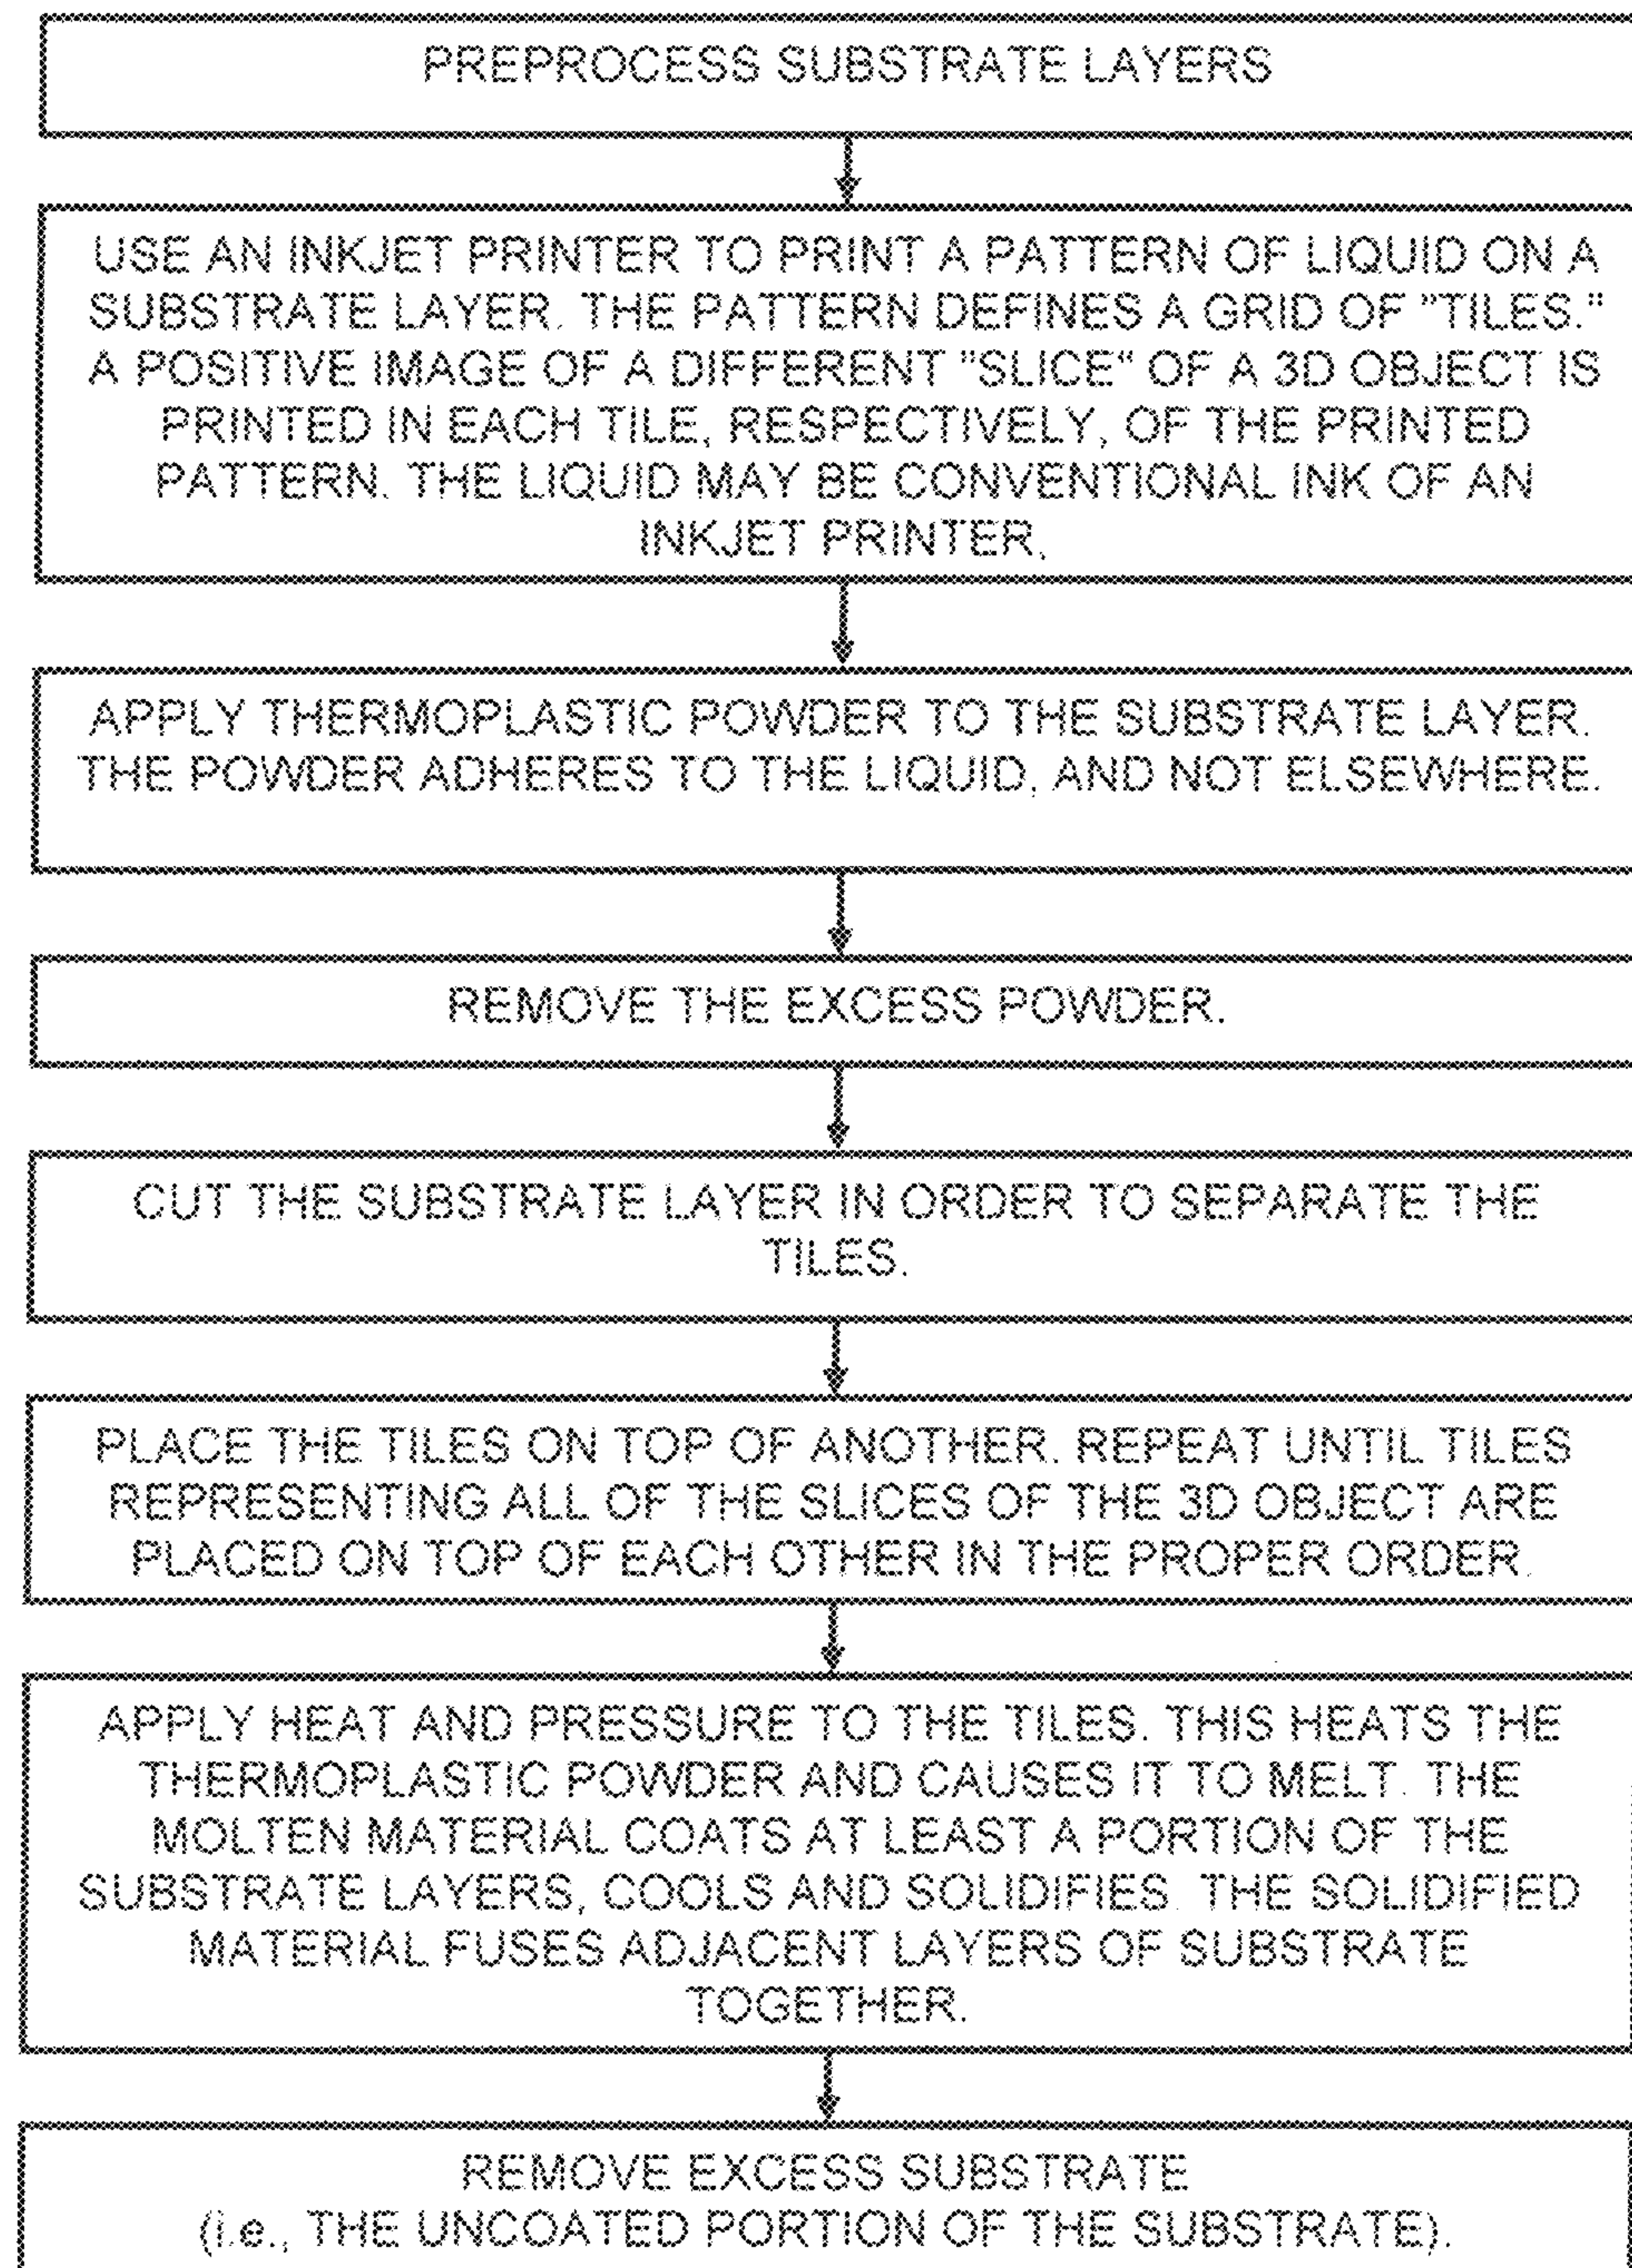 PREPROCESS SUBSTRATE LAYERS
USE AN INKJET PRINTER TO PRINT A PATTERN OF LIQUID ON A
SUBSTRATE LAYER. THE PATTERN DEFINES A GRID OF "TILES."
A POSITIVE IMAGE OF A DIFFERENT "SLICE" OF A 3D OBJECT IS
PRINTED IN EACH TILE, RESPECTIVELY, OF THE PRINTED
PATTERN. THE LIQUID MAY BE CONVENTIONAL INK OF AN
INKJET PRINTER.
APPLY THERMOPLASTIC POWDER TO THE SUBSTRATE LAYER.
THE POWDER ADHERES TO THE LIQUID, AND NOT ELSEWHERE.
REMOVE THE EXCESS POWDER.
CUT THE SUBSTRATE LAYER IN ORDER TO SEPARATE THE
TILES.
PLACE THE TILES ON TOP OF ANOTHER. REPEAT UNTIL TILES
REPRESENTING ALL OF THE SLICES OF THE 3D OBJECT ARE
PLACED ON TOP OF EACH OTHER IN THE PROPER ORDER.
APPLY HEAT AND PRESSURE TO THE TILES. THIS HEATS THE
THERMOPLASTIC POWDER AND CAUSES IT TO MELT. THE
MOLTEN MATERIAL COATS AT LEAST A PORTION OF THE
SUBSTRATE LAYERS, COOLS AND SOLIDIFIES. THE SOLIDIFIED
MATERIAL FUSES ADJACENT LAYERS OF SUBSTRATE
TOGETHER.
REMOVE EXCESS SUBSTRATE
(i.e., THE UNCOATED PORTION OF THE SUBSTRATE).